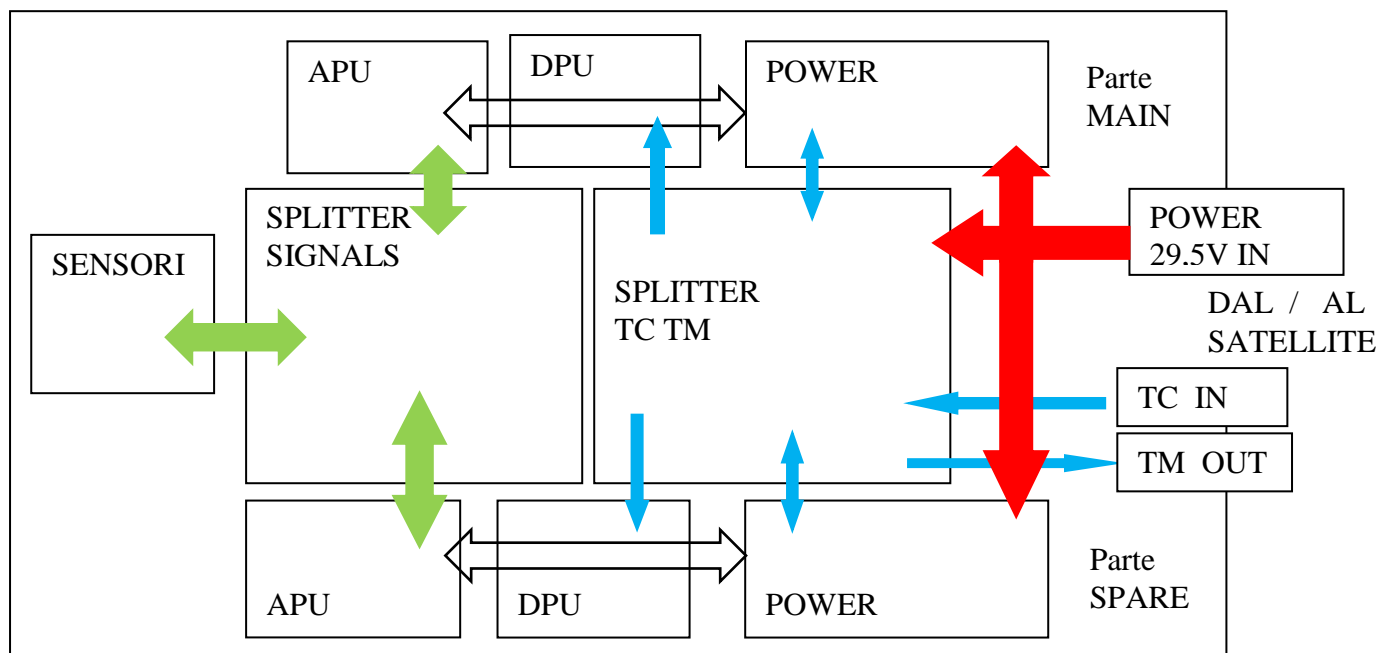 APU
DPU
POWER
Parte
MAIN
SPLITTER
SIGNALS
POWER
29.5V IN
SENSORI
SPLITTER
TC TM
DAL / AL
SATELLITE
TC IN
TM OUT
APU
DPU
POWER
Parte
SPARE